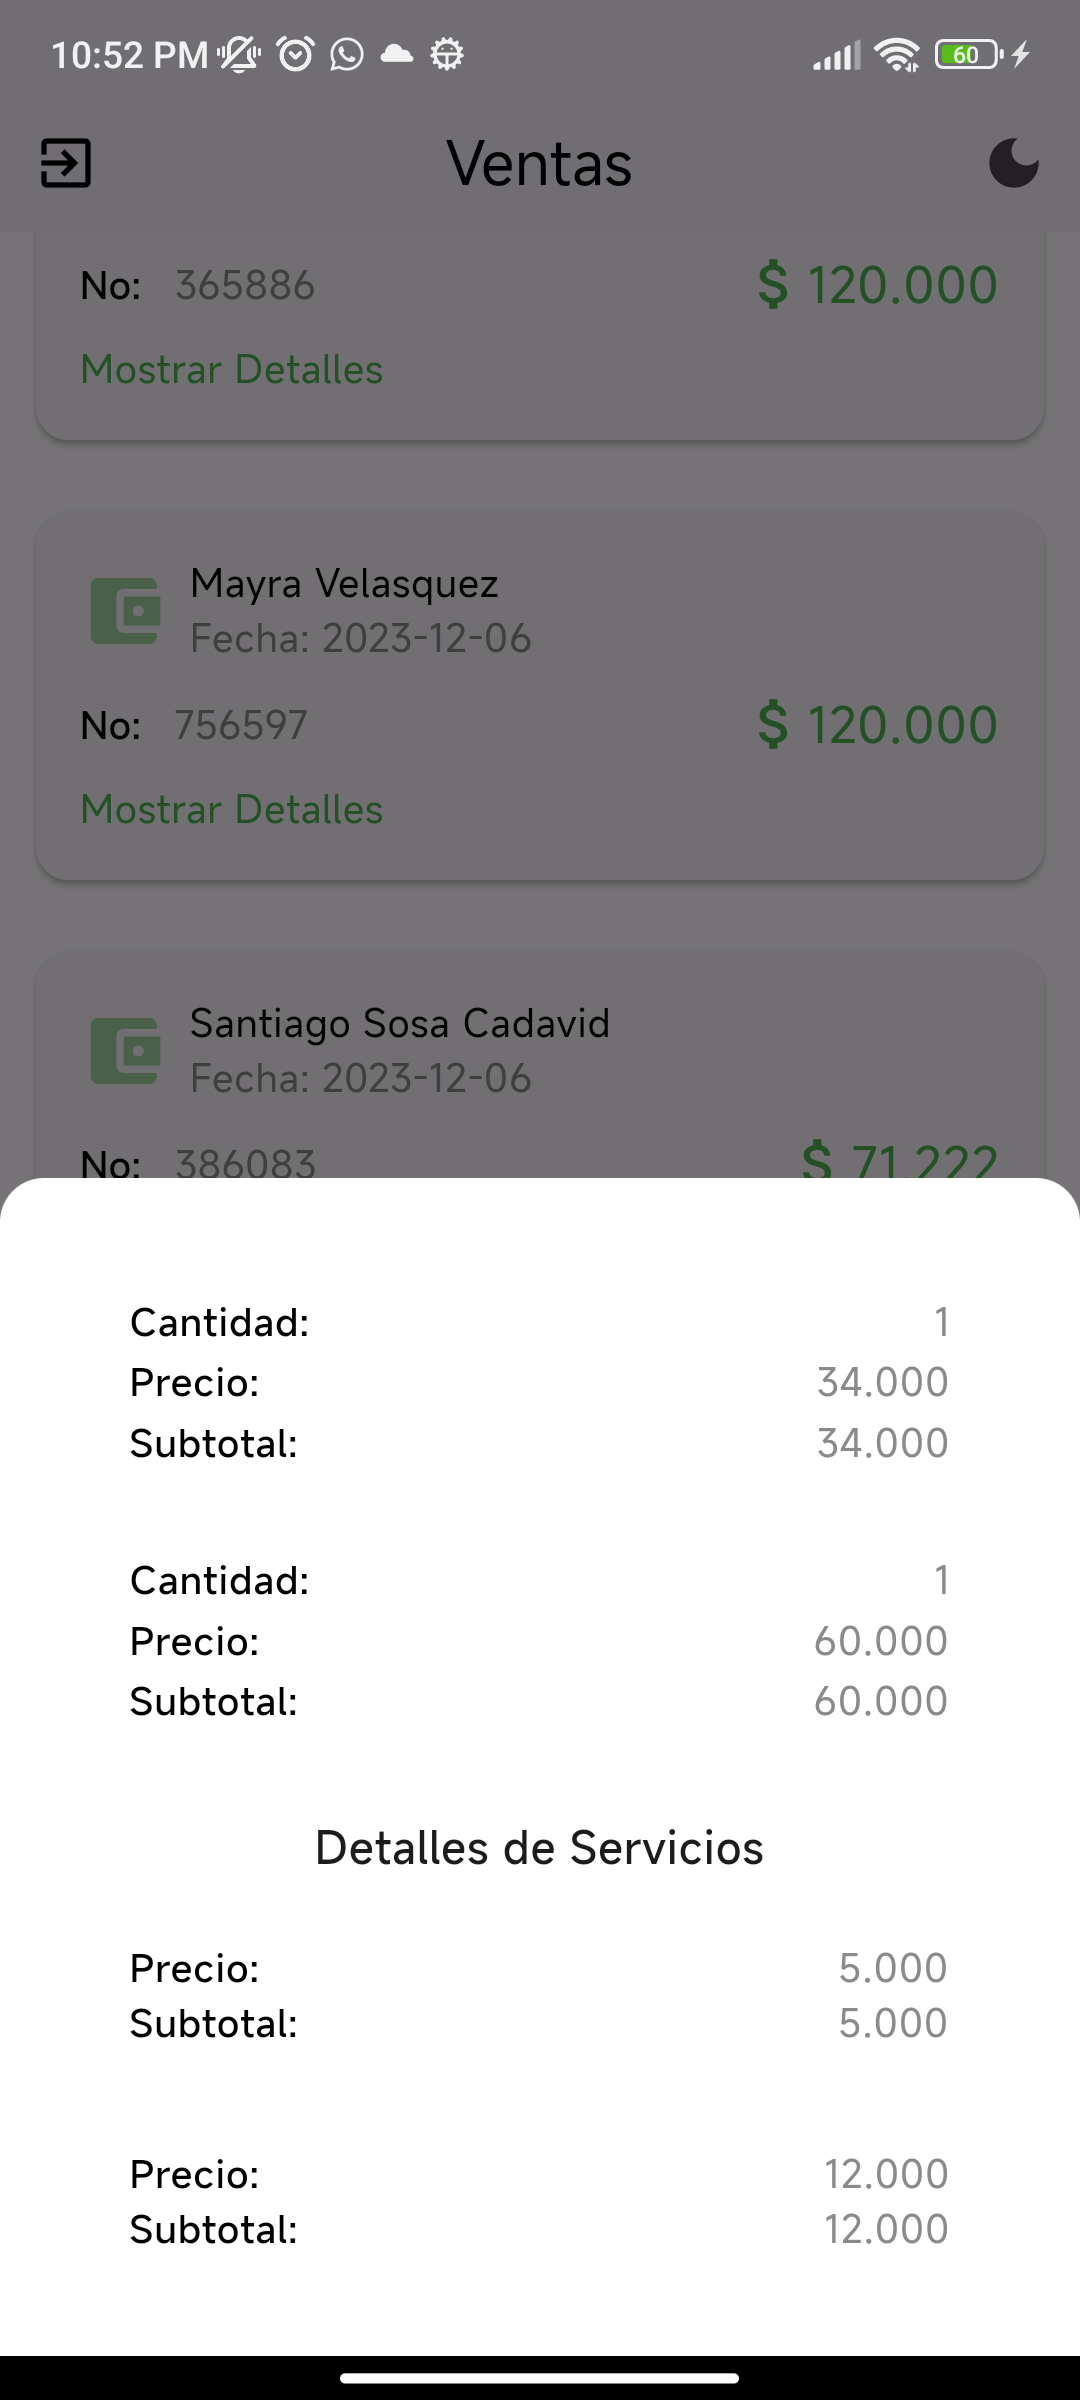 10:52 PM
60
Ventas
No: 365886 $ 120.000
Mostrar Detalles
Mayra Velasquez
Fecha: 2023-12-06
No: 756597 $ 120.000
Mostrar Detalles
Santiago Sosa Cadavid
Fecha: 2023-12-06
No: 386083 $ 71.222
Cantidad: 1
Precio: 34.000
Subtotal: 34.000
Cantidad: 1
Precio: 60.000
Subtotal: 60.000
Detalles de Servicios
Precio: 5.000
Subtotal: 5.000
Precio: 12.000
Subtotal: 12.000